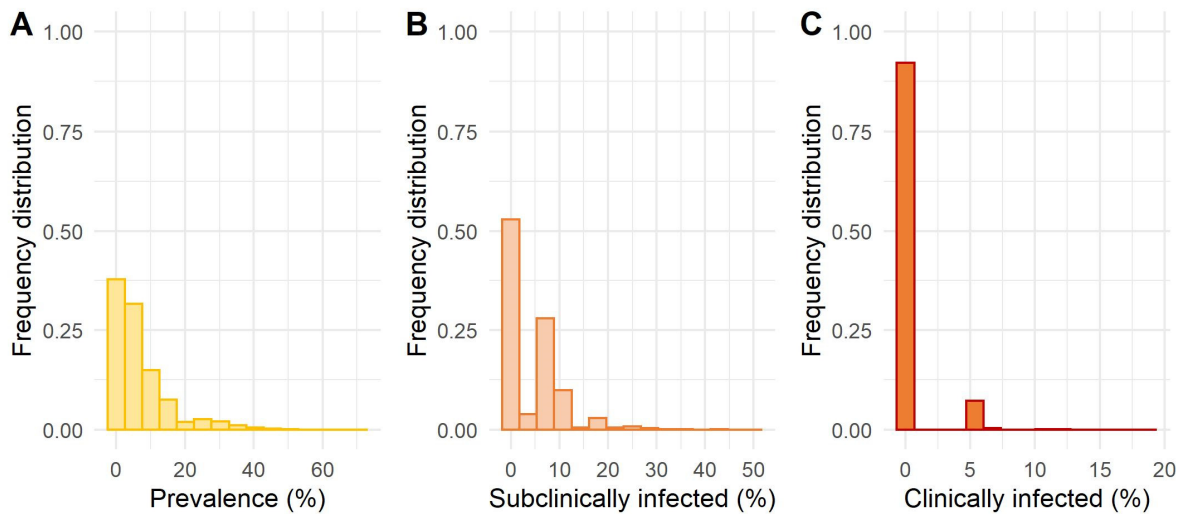 A
Frequency distribution
1.00
0.75
0.50
0.25
0.00
0 20 40 60
Prevalence (%)
B
Frequency distribution
1.00
0.75
0.50
0.25
0.00
0 10 20 30 40 50
Subclinically infected (%)
C
Frequency distribution
1.00
0.75
0.50
0.25
0.00
0 5 10 15 20
Clinically infected (%)